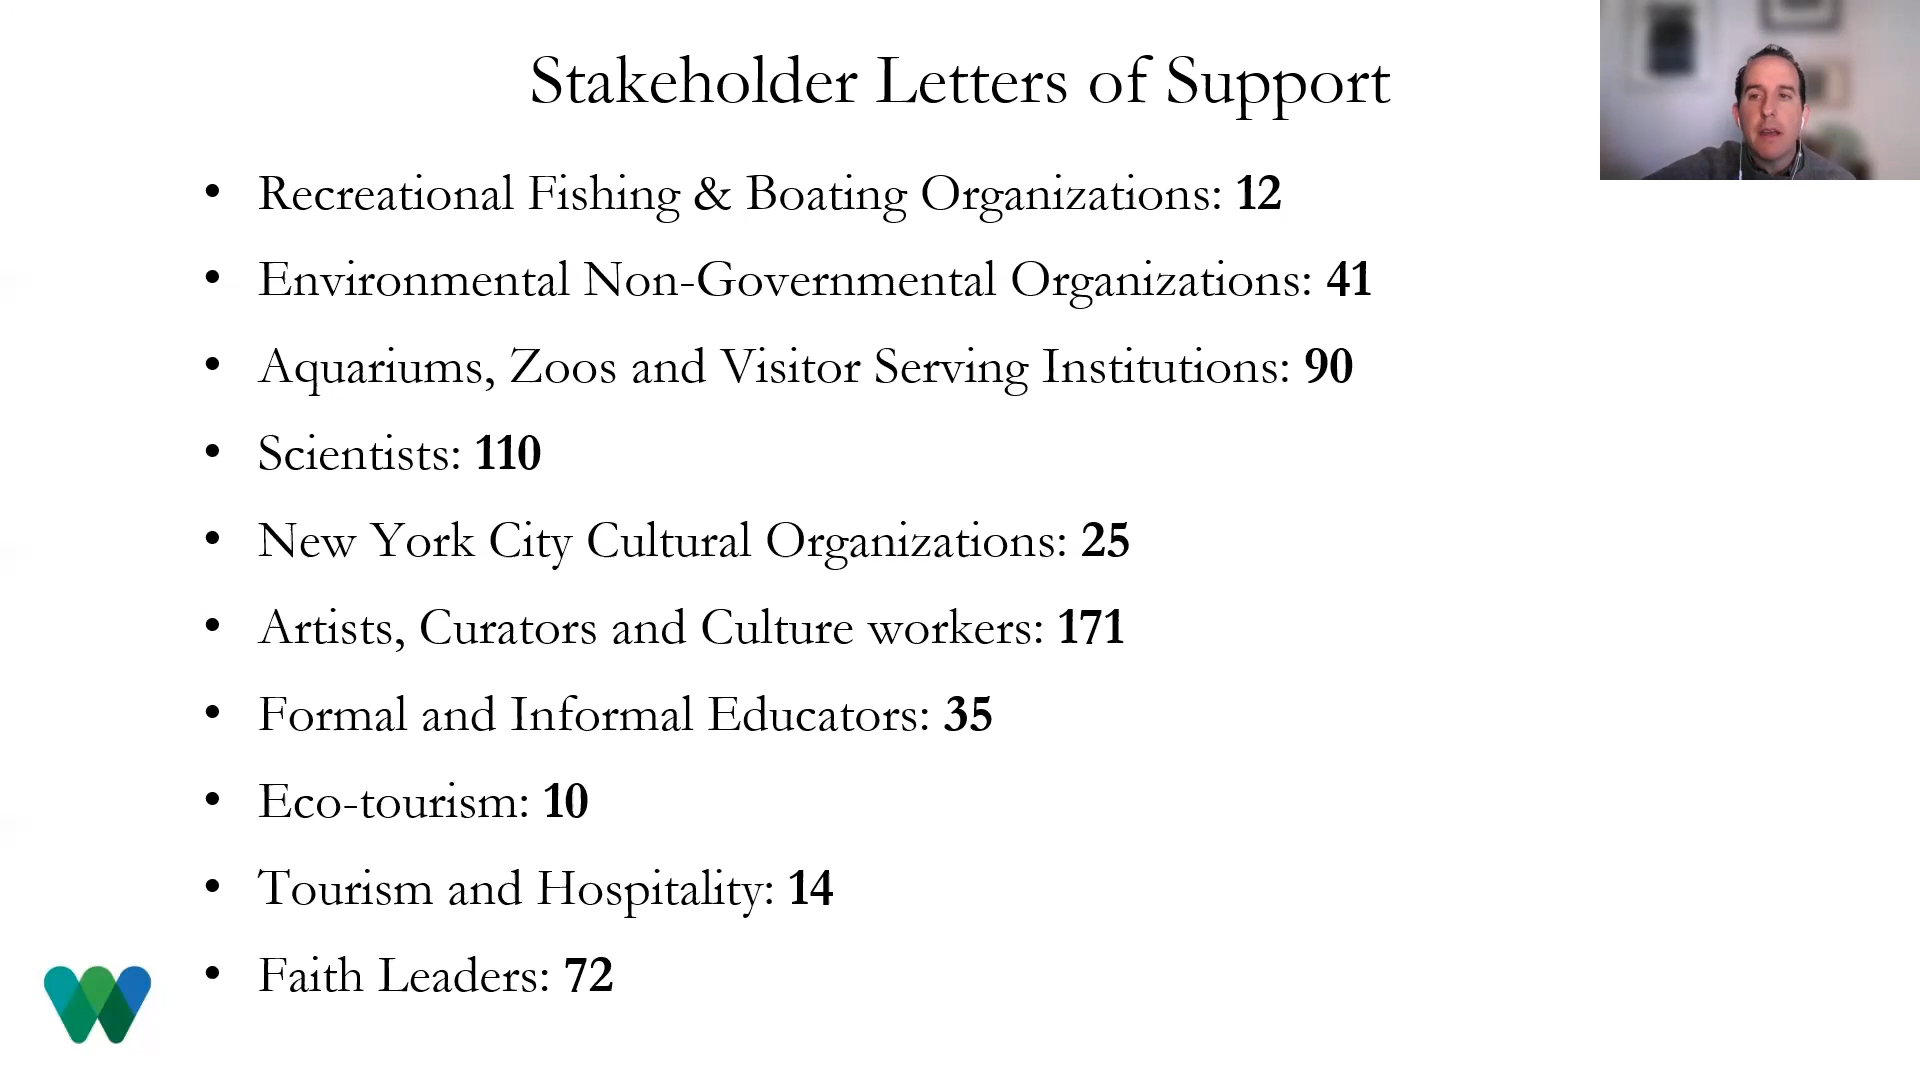 Stakeholder Letters of Support
• Recreational Fishing & Boating Organizations: 12
• Environmental Non-Governmental Organizations: 41
• Aquariums, Zoos and Visitor Serving Institutions: 90
• Scientists: 110
• New York City Cultural Organizations: 25
• Artists, Curators and Culture workers: 171
• Formal and Informal Educators: 35
• Eco-tourism: 10
• Tourism and Hospitality: 14
• Faith Leaders: 72